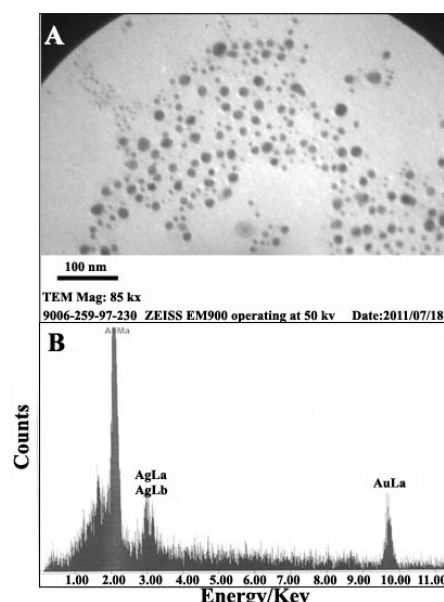 A
100 nm
TEM Mag: 85 kx
9006-259-97-230 ZEISS EM900 operating at 50 kv Date:2011/07/18
B
Counts
AgLa
AgLb
AuLa
1.00 2.00 3.00 4.00 5.00 6.00 7.00 8.00 9.00 10.00 11.00
Energy/Kev